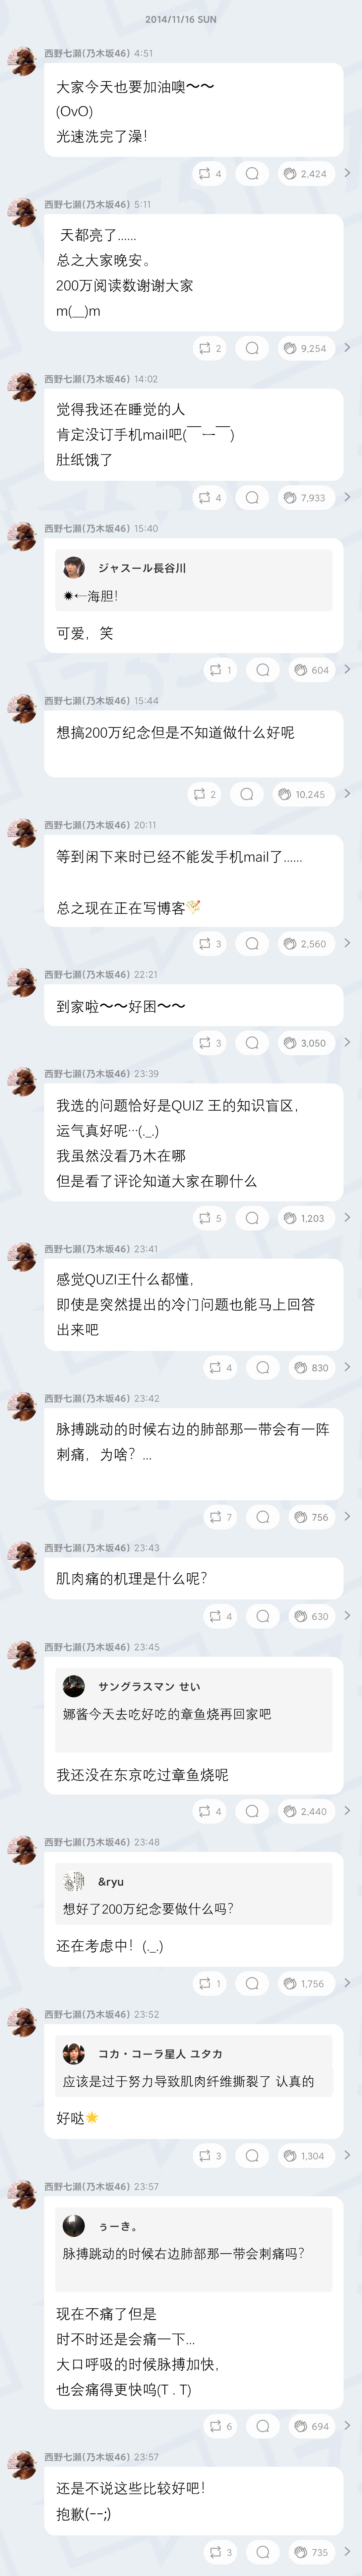 2014/11/16 SUN
西野七瀬(乃木坂46) 4:51
大家今天也要加油噢～～
(OvO)
光速洗完了澡！
4 2,424
西野七瀬(乃木坂46) 5:11
天都亮了......
总之大家晚安。
200万阅读数谢谢大家
m(__)m
2 9,254
西野七瀬(乃木坂46) 14:02
觉得我还在睡觉的人
肯定没订手机mail吧(￣ー￣)
肚纸饿了
4 7,933
西野七瀬(乃木坂46) 15:40
ジャスール長谷川
✹←海胆！
可爱，笑
1 604
西野七瀬(乃木坂46) 15:44
想搞200万纪念但是不知道做什么好呢
2 10,245
西野七瀬(乃木坂46) 20:11
等到闲下来时已经不能发手机mail了......
总之现在正在写博客
3 2,560
西野七瀬(乃木坂46) 22:21
到家啦～～好困～～
3 3,050
西野七瀬(乃木坂46) 23:39
我选的问题恰好是QUIZ 王的知识盲区，
运气真好呢…(._.)
我虽然没看乃木在哪
但是看了评论知道大家在聊什么
5 1,203
西野七瀬(乃木坂46) 23:41
感觉QUZI王什么都懂，
即使是突然提出的冷门问题也能马上回答
出来吧
4 830
西野七瀬(乃木坂46) 23:42
脉搏跳动的时候右边的肺部那一带会有一阵
刺痛，为啥？...
7 756
西野七瀬(乃木坂46) 23:43
肌肉痛的机理是什么呢？
4 630
西野七瀬(乃木坂46) 23:45
サングラスマン せい
娜酱今天去吃好吃的章鱼烧再回家吧
我还没在东京吃过章鱼烧呢
4 2,440
西野七瀬(乃木坂46) 23:48
&ryu
想好了200万纪念要做什么吗？
还在考虑中！(._.)
1 1,756
西野七瀬(乃木坂46) 23:52
コカ・コーラ星人 ユタカ
应该是过于努力导致肌肉纤维撕裂了 认真的
好哒🌟
3 1,304
西野七瀬(乃木坂46) 23:57
ぅーき。
脉搏跳动的时候右边肺部那一带会刺痛吗？
现在不痛了但是
时不时还是会痛一下...
大口呼吸的时候脉搏加快，
也会痛得更快呜(T . T)
6 694
西野七瀬(乃木坂46) 23:57
还是不说这些比较好吧！
抱歉(--;)
3 735